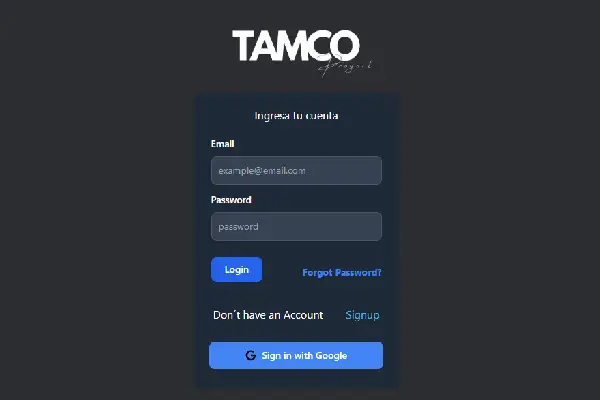 TAMCO
Proyect
Ingresa tu cuenta
Email
example@email.com
Password
password
Login
Forgot Password?
Don´t have an Account
Signup
G Sign in with Google